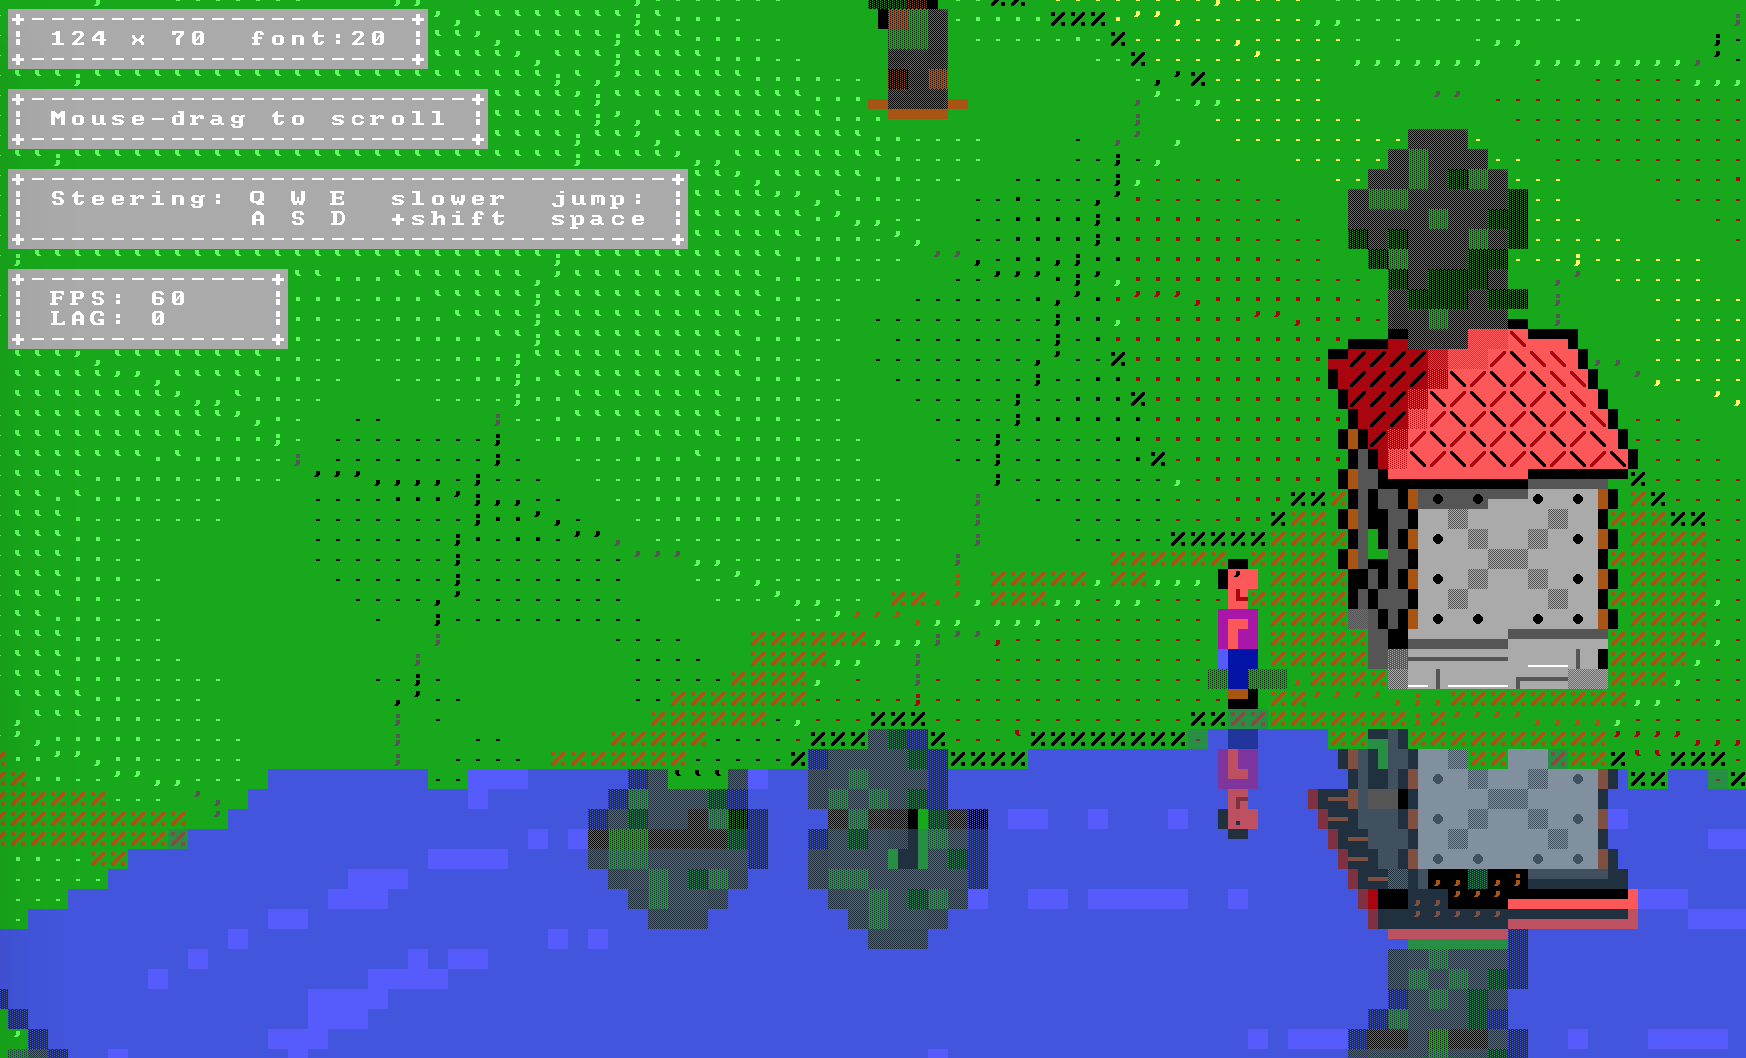 124 x 70 font:20
Mouse-drag to scroll
Steering: Q W E slower jump:
A S D +shift space
FPS: 60
LAG: 0